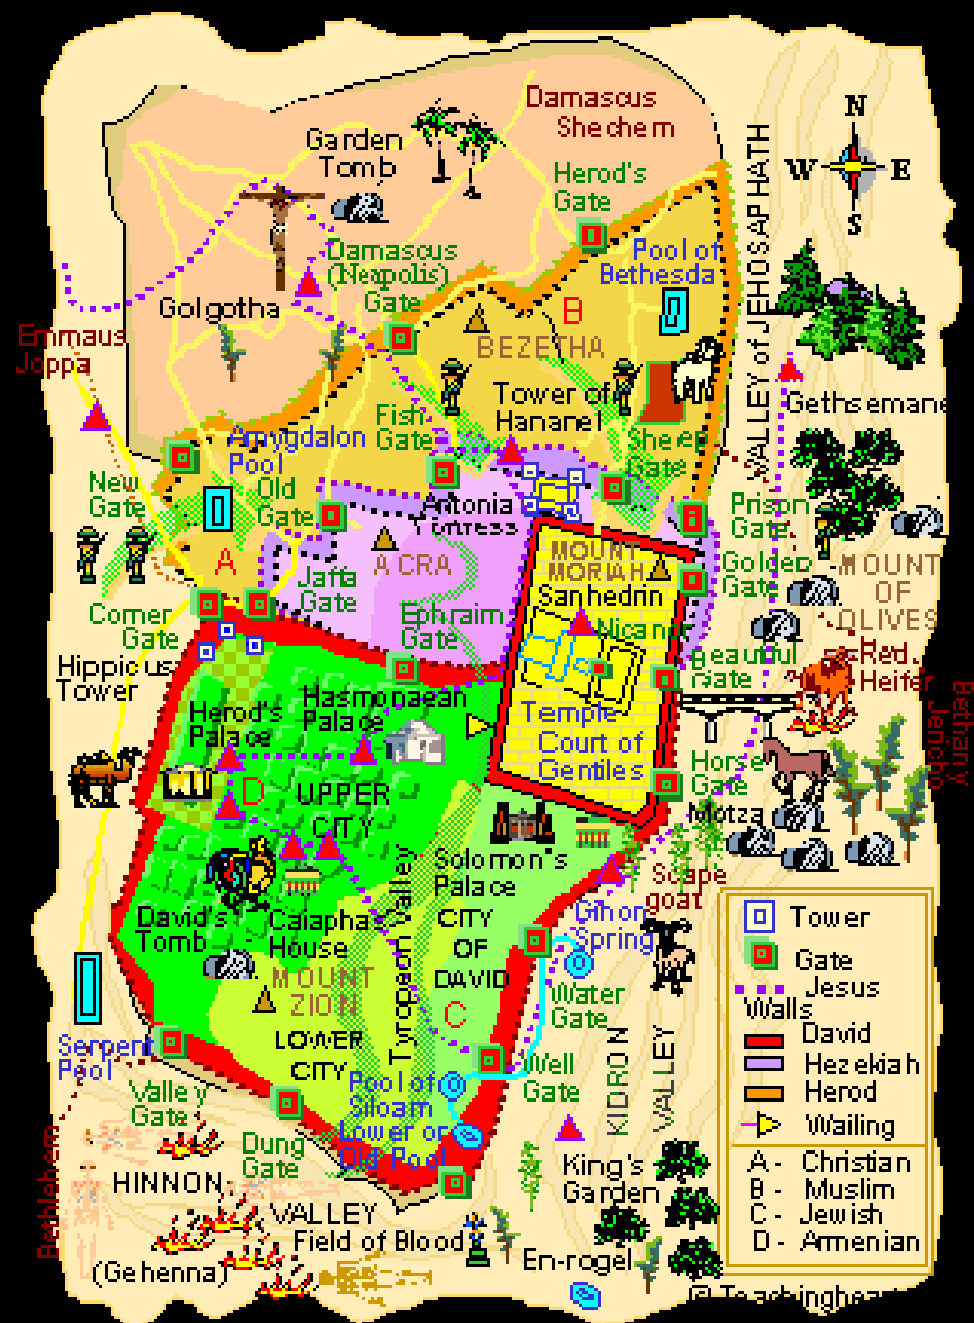 Damascus
Shechem
N
W
E
S
Garden
Tomb
Herod's
Gate
VALLEY of JEHOSAPHATH
Damascus
(Neapolis)
Gate
Pool of
Bethesda
Golgotha
B
BEZETHA
Emmaus
Joppa
Tower of
Hananel
Gethsemane
Fish
Gate
Amygdalon
Pool
Sheep
Gate
New
Gate
Old
Gate
Antonia
Fortress
Prison
Gate
A
ACRA
MOUNT
MORIAH
Golden
Gate
MOUNT
OF
OLIVES
Jaffa
Gate
Sanhedrin
Corner
Gate
Ephraim
Gate
Nicanor
Beautiful
Gate
Red
Heifer
Hippicus
Tower
Hasmonaean
Palace
Herod's
Palace
Temple
Court of
Gentiles
Bethany
Jericho
Horse
Gate
D
UPPER
CITY
Motza
Solomon's
Palace
Scape
goat
Tyropoeon Valley
David's
Tomb
Caiaphas
House
CITY
OF
DAVID
Gihon
Spring
MOUNT
ZION
C
Water
Gate
LOWER
CITY
Serpent
Pool
Well
Gate
KIDRON
VALLEY
Pool of
Siloam
Lower or
Old Pool
Valley
Gate
Dung
Gate
Bethlehem
HINNON
VALLEY
King's
Garden
Field of Blood
En-rogel
(Gehenna)
Tower
Gate
Jesus
Walls
David
Hezekiah
Herod
Wailing
A - Christian
B - Muslim
C - Jewish
D - Armenian